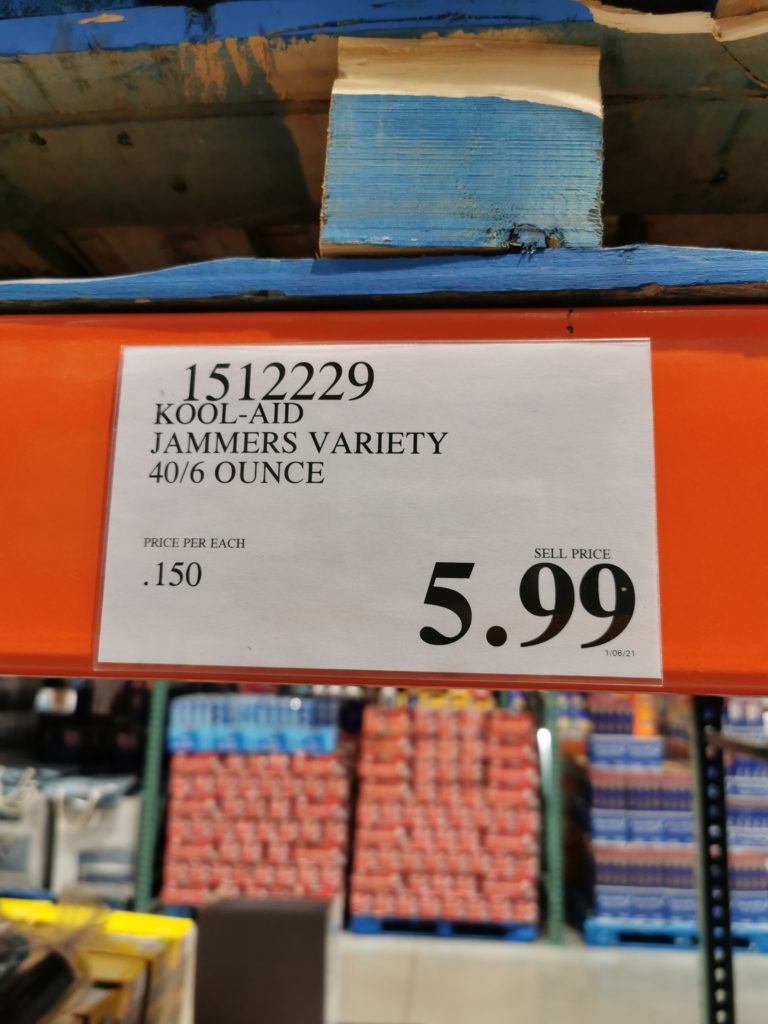 1512229
KOOL-AID
JAMMERS VARIETY
40/6 OUNCE
PRICE PER EACH
.150
SELL PRICE
5.99
1/06/21